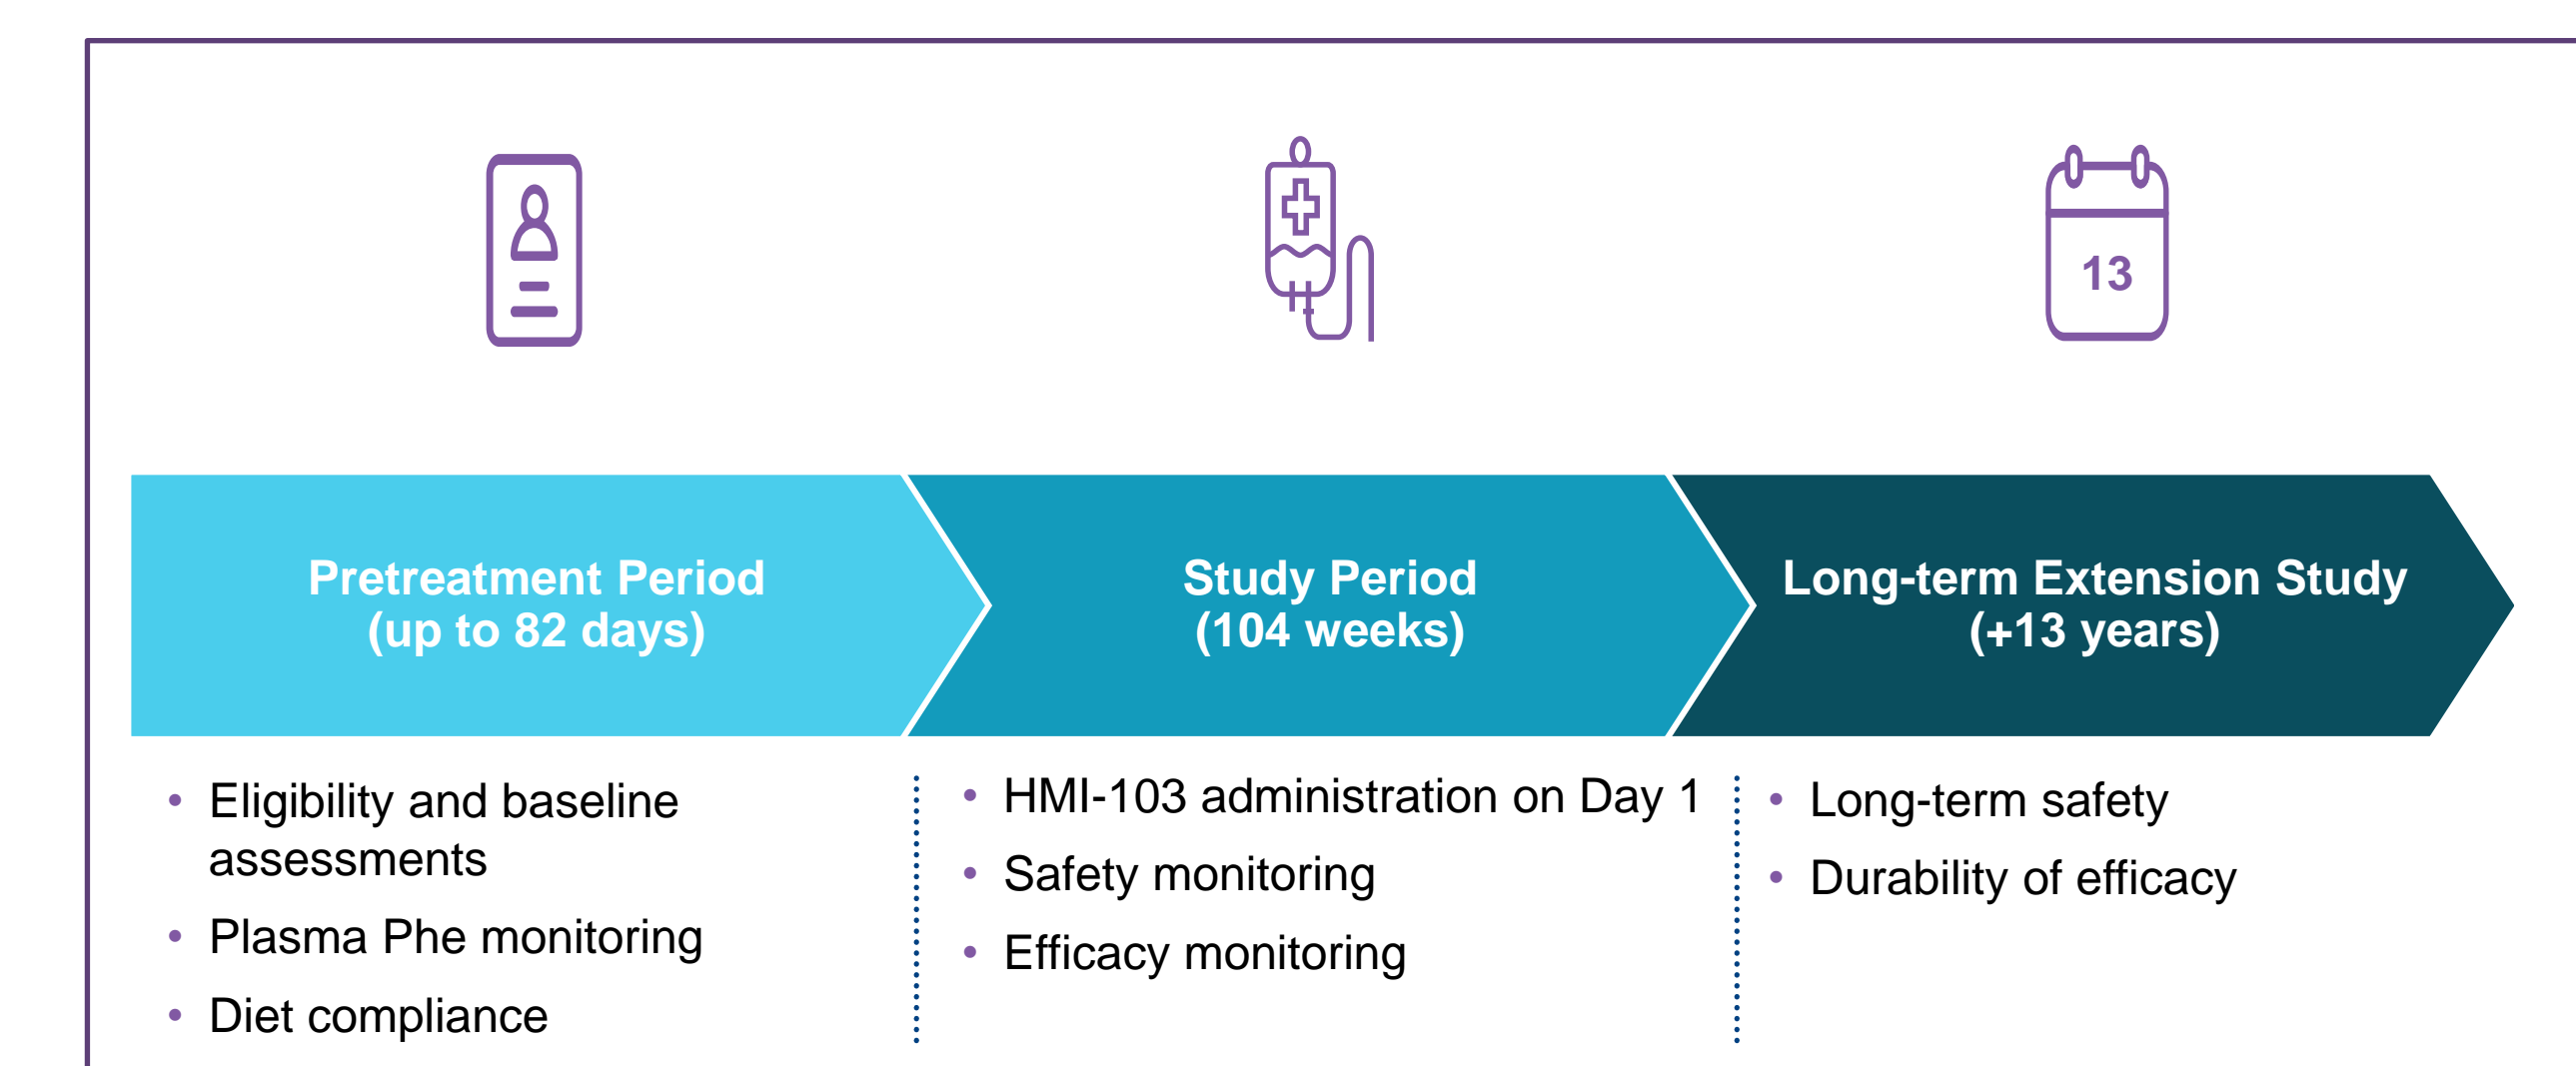 13
Pretreatment Period
(up to 82 days)
Study Period
(104 weeks)
Long-term Extension Study
(+13 years)
• Eligibility and baseline
assessments
• Plasma Phe monitoring
• Diet compliance
• HMI-103 administration on Day 1
• Safety monitoring
• Efficacy monitoring
• Long-term safety
• Durability of efficacy